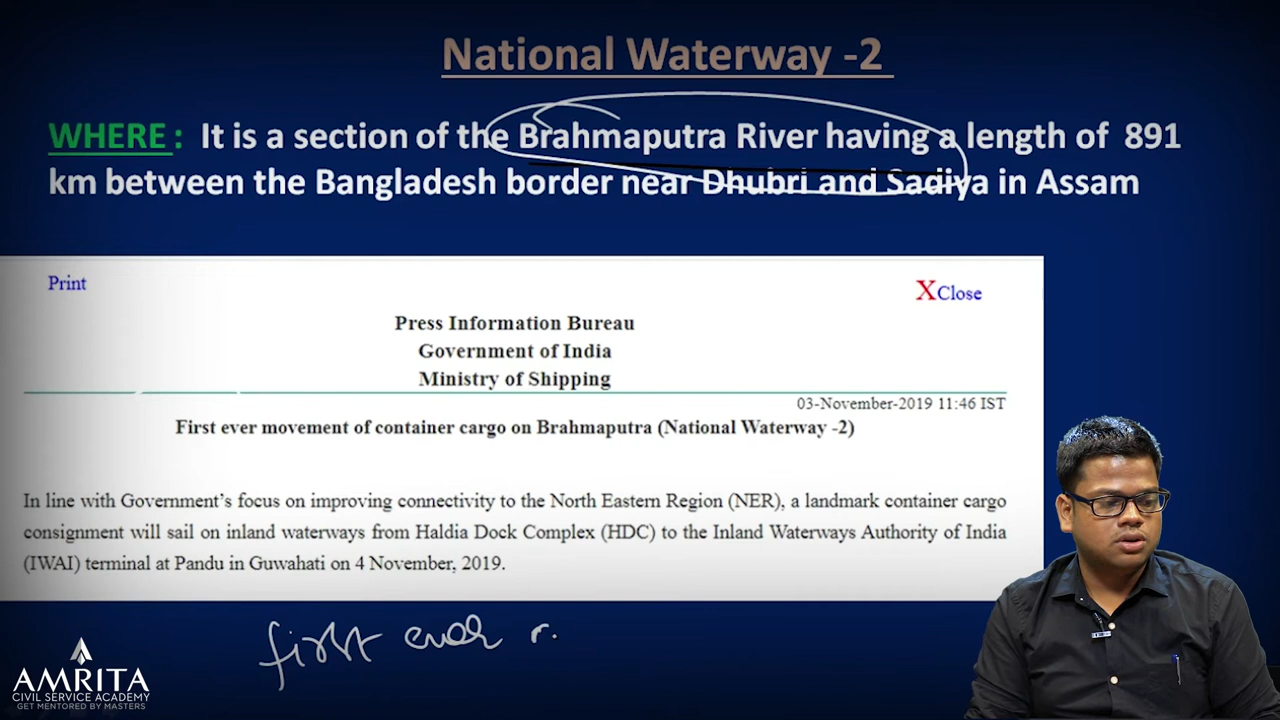 National Waterway -2
WHERE : It is a section of the Brahmaputra River having a length of 891
km between the Bangladesh border near Dhubri and Sadiya in Assam
Print
XClose
Press Information Bureau
Government of India
Ministry of Shipping
03-November-2019 11:46 IST
First ever movement of container cargo on Brahmaputra (National Waterway -2)
In line with Government's focus on improving connectivity to the North Eastern Region (NER), a landmark container cargo
consignment will sail on inland waterways from Haldia Dock Complex (HDC) to the Inland Waterways Authority of India
(IWAI) terminal at Pandu in Guwahati on 4 November, 2019.
first ever
AMRITA
CIVIL SERVICE ACADEMY
GET MENTORED BY MASTERS